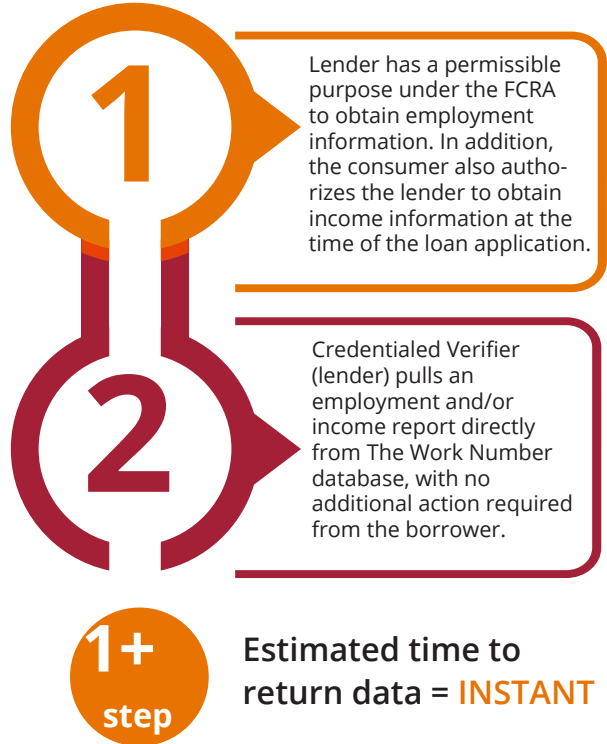 1
Lender has a permissible
purpose under the FCRA
to obtain employment
information. In addition,
the consumer also autho-
rizes the lender to obtain
income information at the
time of the loan application.
2
Credentialed Verifier
(lender) pulls an
employment and/or
income report directly
from The Work Number
database, with no
additional action required
from the borrower.
1+
step
Estimated time to
return data = INSTANT